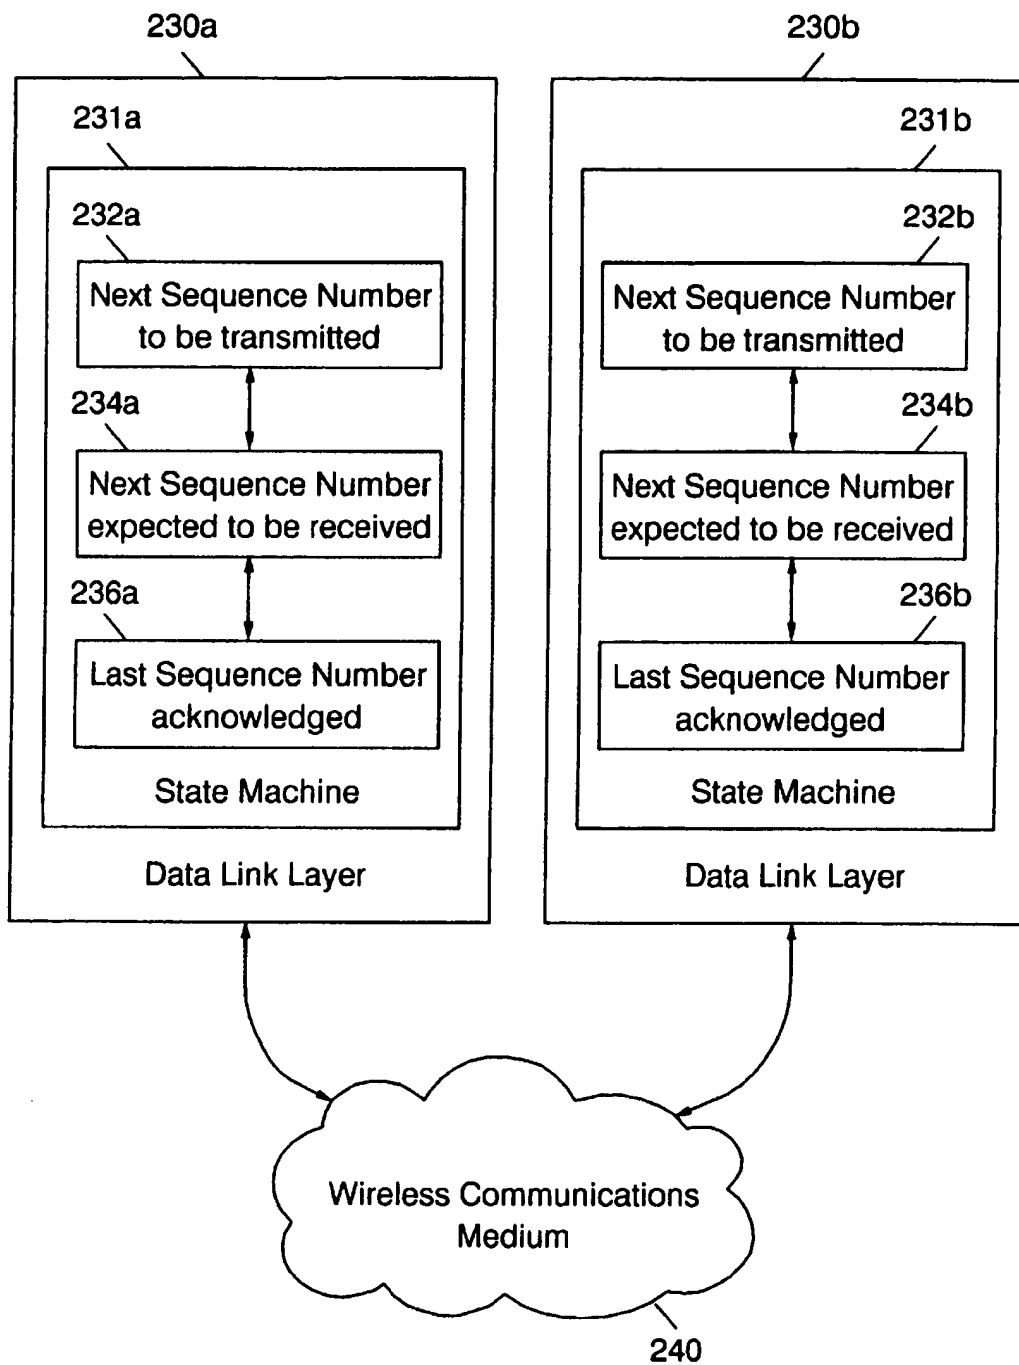 230a
230b
231a
231b
232a
232b
Next Sequence Number
to be transmitted
Next Sequence Number
to be transmitted
234a
234b
Next Sequence Number
expected to be received
Next Sequence Number
expected to be received
236a
236b
Last Sequence Number
acknowledged
Last Sequence Number
acknowledged
State Machine
State Machine
Data Link Layer
Data Link Layer
Wireless Communications
Medium
240